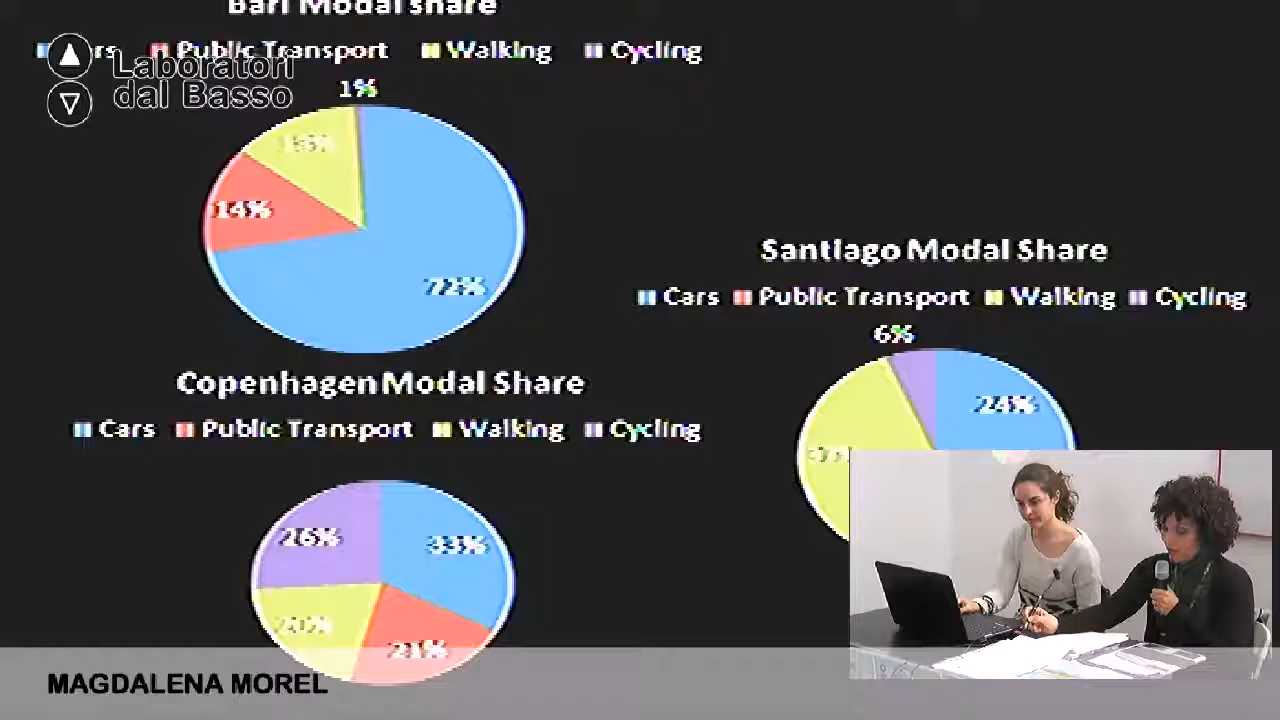 Bari Modal share
Public Transport Walking Cycling
Laboratori
dal Basso
1%
14%
72%
Santiago Modal Share
Cars Public Transport Walking Cycling
6%
24%
Copenhagen Modal Share
Cars Public Transport Walking Cycling
26%
33%
21%
MAGDALENA MOREL